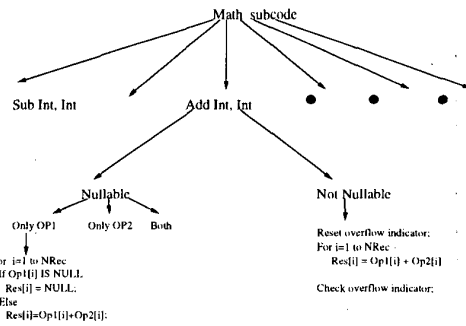 Math subcode
Sub Int, Int
Add Int, Int
Nullable
Not Nullable
Only OP1
Only OP2
Both
or i=1 to NRec
If Op1[i] IS NULL
Res[i] = NULL;
Else
Res[i]=Op1[i]+Op2[i];
Reset overflow indicator;
For i=1 to NRec
Res[i] = Op1[i] + Op2[i]
Check overflow indicator;